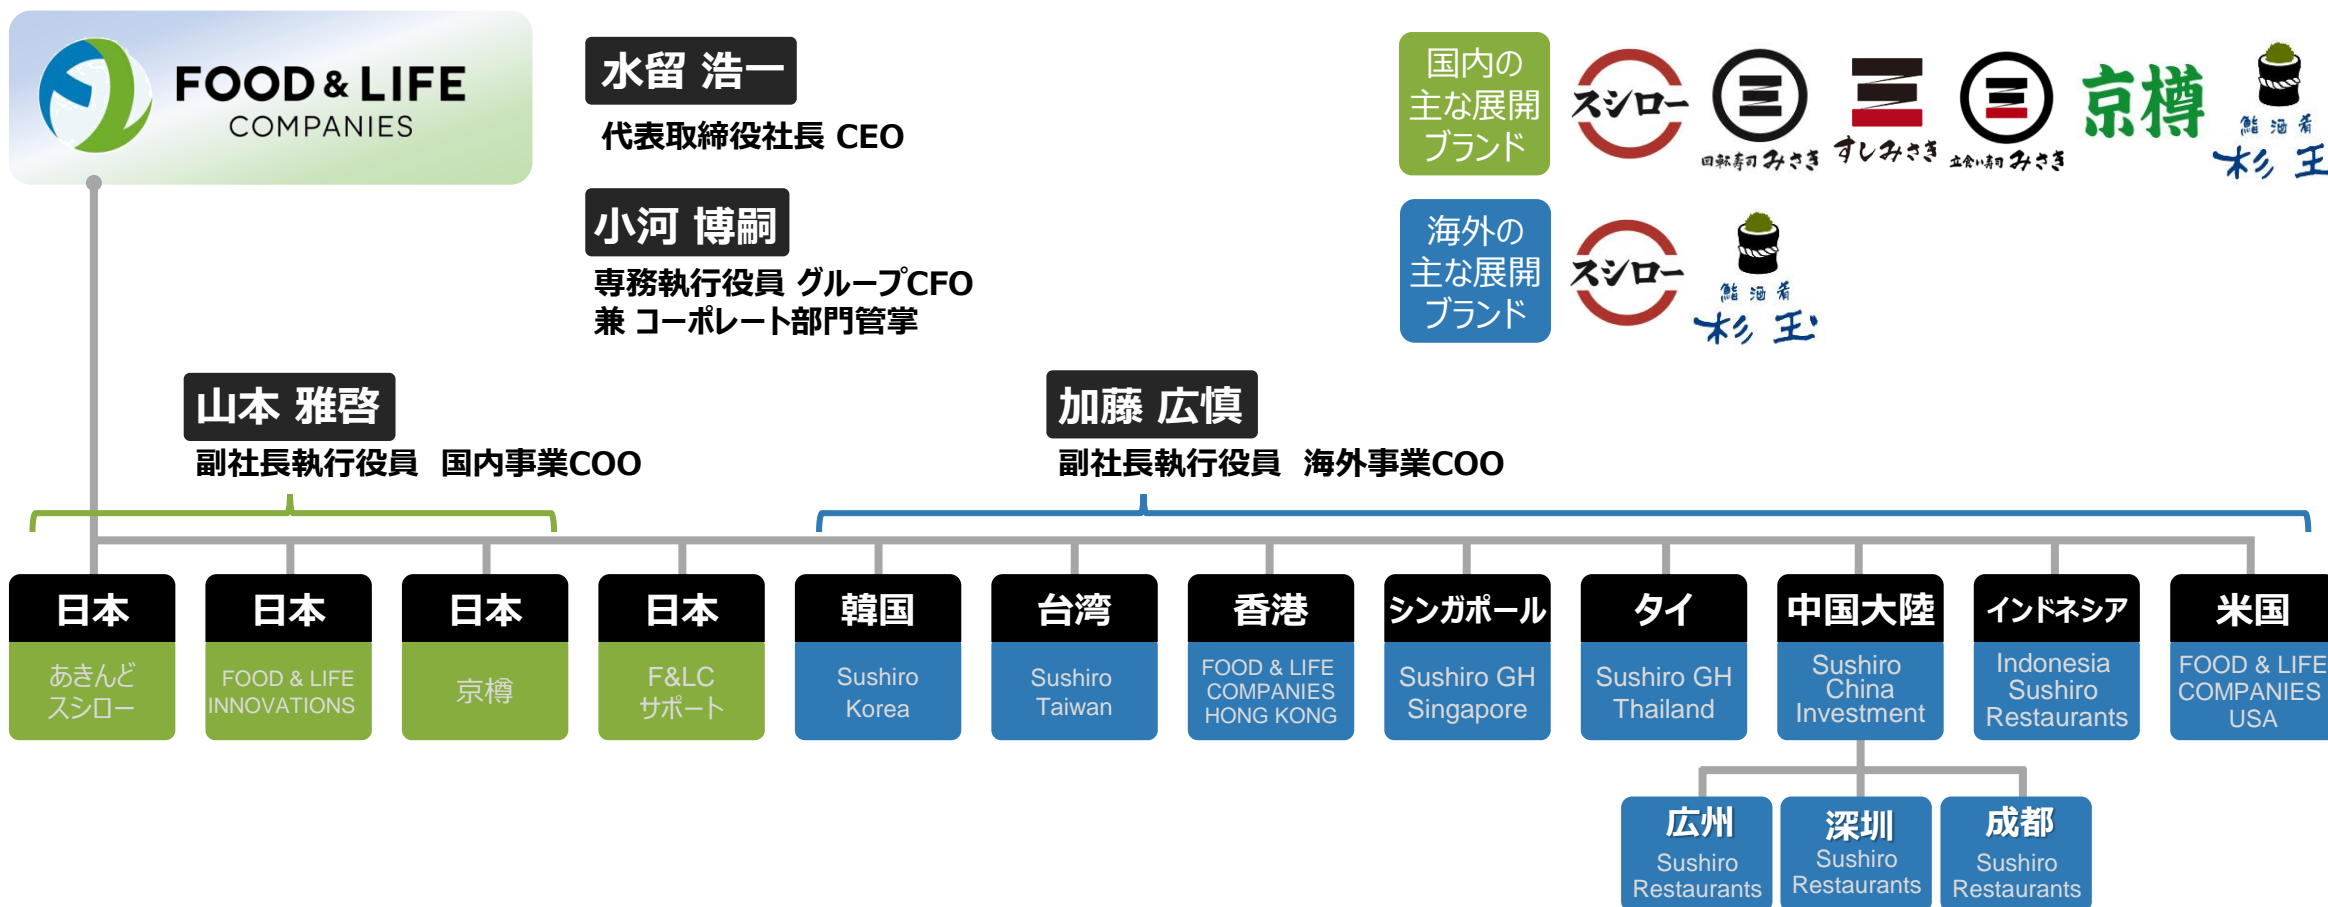 FOOD & LIFE
COMPANIES
水留 浩一
代表取締役社長 CEO
小河 博嗣
専務執行役員 グループCFO
兼 コーポレート部門管掌
国内の
主な展開
ブランド
スシロー
回転寿司 みさき
すしみさき
立食い寿司 みさき
京樽
鮨 酒 肴
杉玉
海外の
主な展開
ブランド
スシロー
鮨 酒 肴
杉玉
山本 雅啓
副社長執行役員 国内事業COO
加藤 広慎
副社長執行役員 海外事業COO
日本
あきんど
スシロー
日本
FOOD & LIFE
INNOVATIONS
日本
京樽
日本
F&LC
サポート
韓国
Sushiro
Korea
台湾
Sushiro
Taiwan
香港
FOOD & LIFE
COMPANIES
HONG KONG
シンガポール
Sushiro GH
Singapore
タイ
Sushiro GH
Thailand
中国大陸
Sushiro
China
Investment
インドネシア
Indonesia
Sushiro
Restaurants
米国
FOOD & LIFE
COMPANIES
USA
広州
Sushiro
Restaurants
深圳
Sushiro
Restaurants
成都
Sushiro
Restaurants